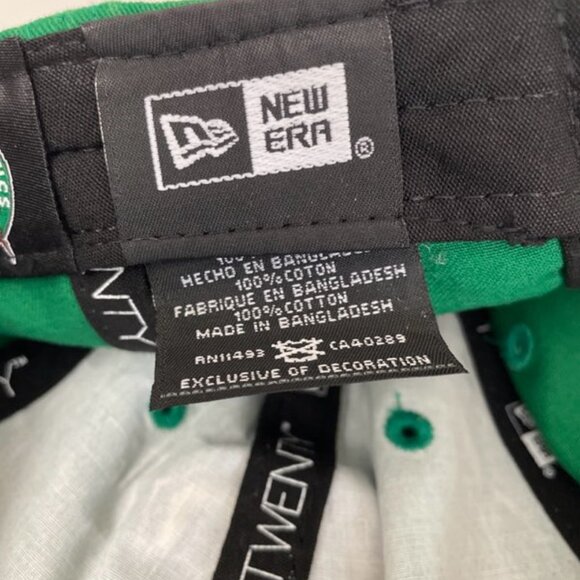 NEW
ERA
®
HECHO EN BANGLADESH
100% COTON
FABRIQUE EN BANGLADESH
100% COTTON
MADE IN BANGLADESH
RN11493 CA40289
EXCLUSIVE OF DECORATION
TWENTY